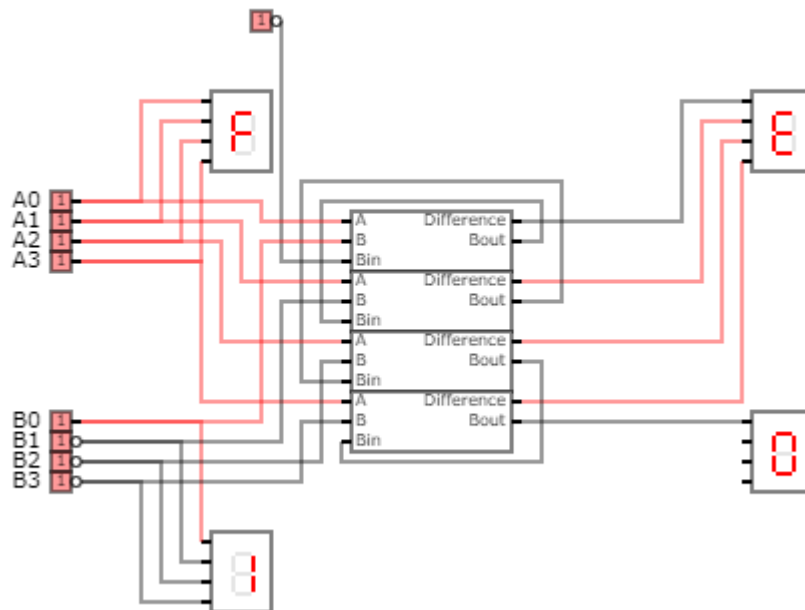 1
F
E
A0 1
A1 1
A2 1
A3 1
A Difference
B Bout
Bin
A Difference
B Bout
Bin
A Difference
B Bout
Bin
A Difference
B Bout
Bin
B0 1
B1 1
B2 1
B3 1
0
1